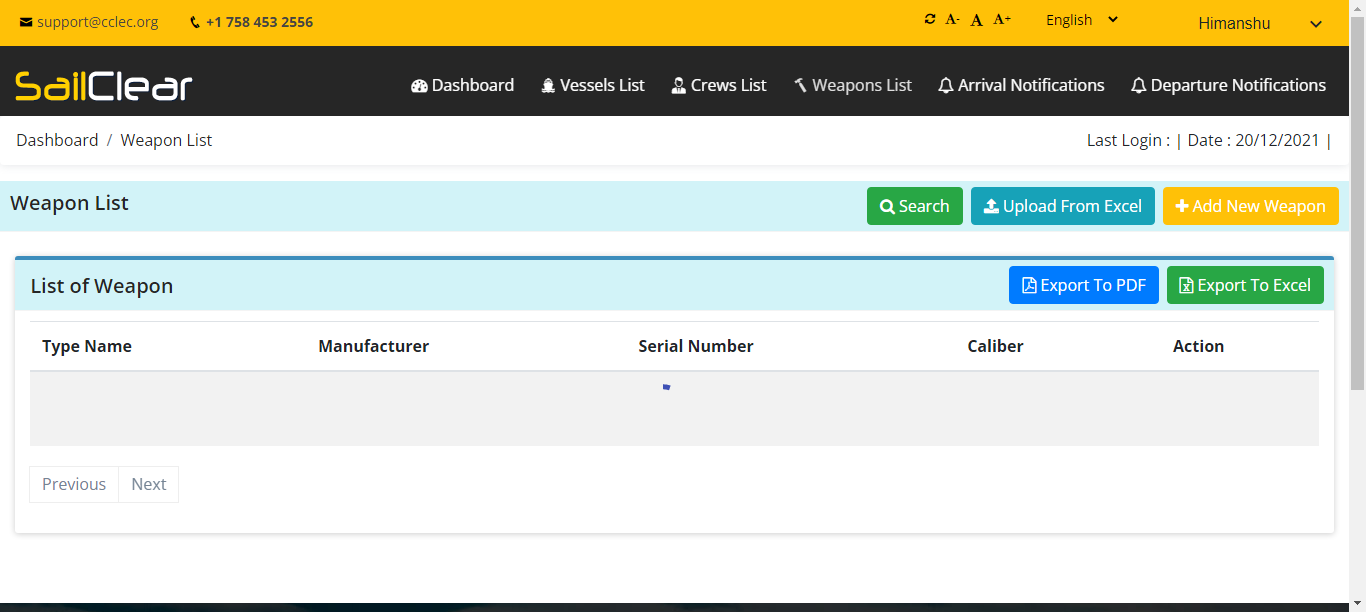 support@cclec.org +1 758 453 2556 A- A A+ English Himanshu
SailClear Dashboard Vessels List Crews List Weapons List Arrival Notifications Departure Notifications
Dashboard / Weapon List Last Login : | Date : 20/12/2021 |
Weapon List Search Upload From Excel Add New Weapon
List of Weapon Export To PDF Export To Excel
Type Name Manufacturer Serial Number Caliber Action
Previous Next